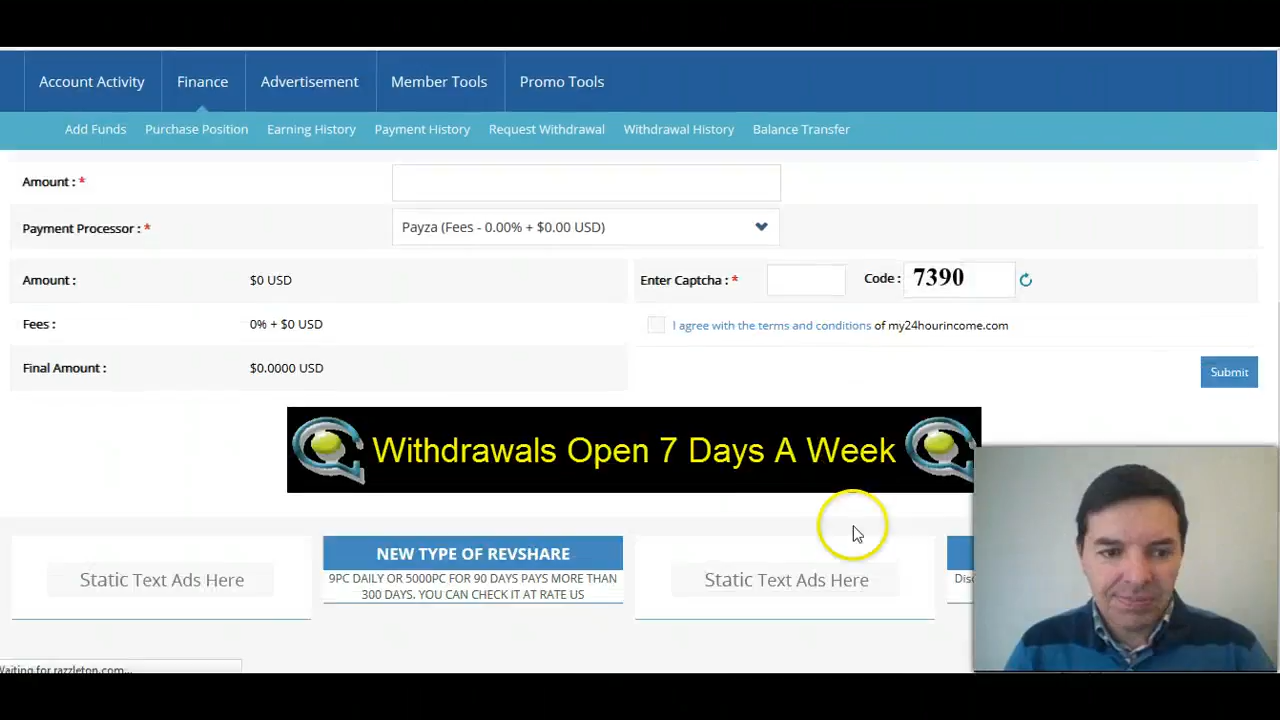 Account Activity Finance Advertisement Member Tools Promo Tools
Add Funds Purchase Position Earning History Payment History Request Withdrawal Withdrawal History Balance Transfer
Amount : *
Payment Processor : * Payza (Fees - 0.00% + $0.00 USD)
Amount : $0 USD Enter Captcha : * Code : 7390
Fees : 0% + $0 USD I agree with the terms and conditions of my24hourincome.com
Final Amount : $0.0000 USD
Submit
Withdrawals Open 7 Days A Week
Static Text Ads Here
NEW TYPE OF REVSHARE
9PC DAILY OR 5000PC FOR 90 DAYS PAYS MORE THAN
300 DAYS. YOU CAN CHECK IT AT RATE US
Static Text Ads Here
Waiting for razzleton.com...